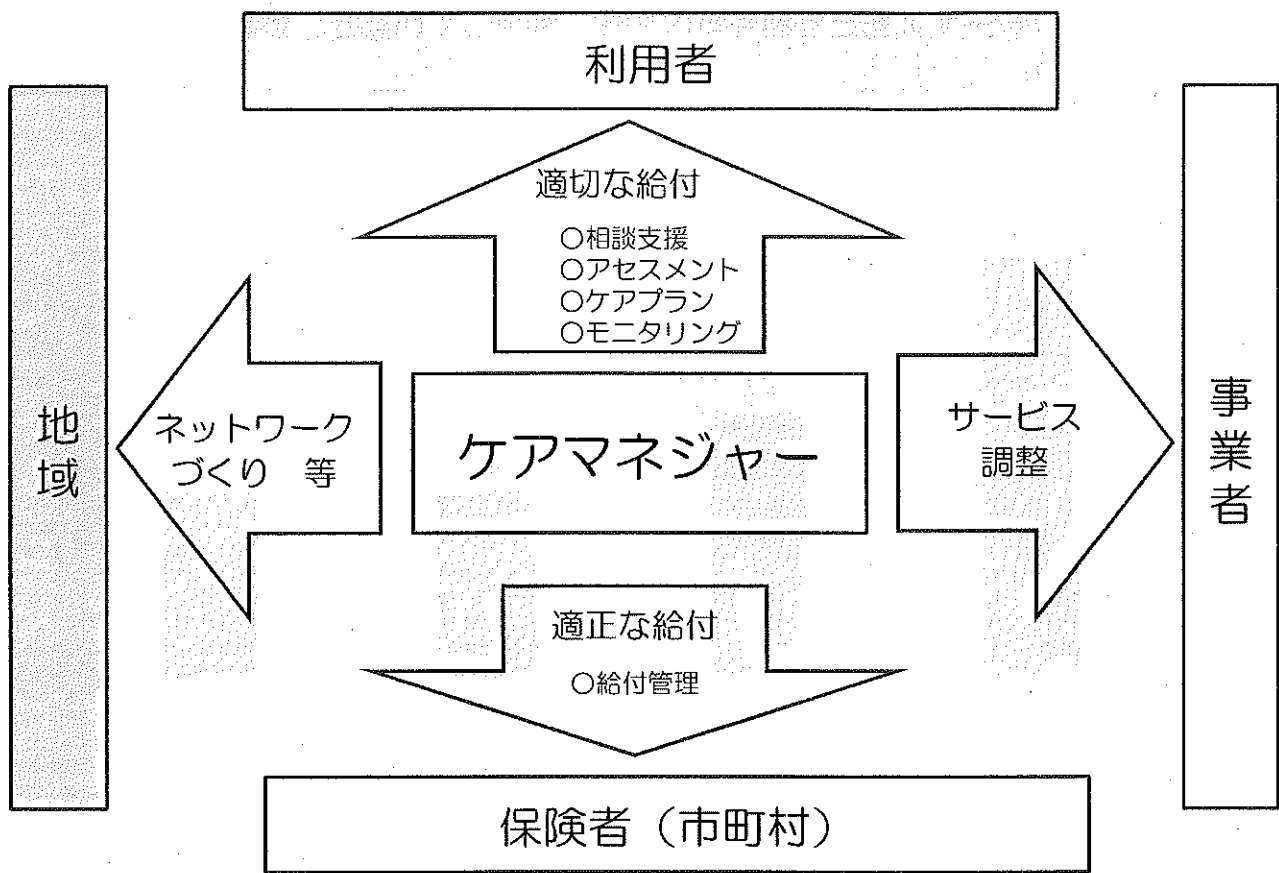 利用者
適切な給付
○相談支援
○アセスメント
○ケアプラン
○モニタリング
地域
ネットワーク
づくり 等
ケアマネジャー
サービス
調整
事業者
適正な給付
○給付管理
保険者（市町村）